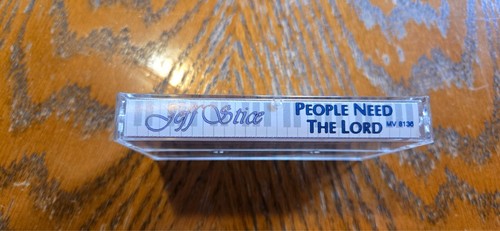 Jeff Stice
PEOPLE NEED
THE LORD
MV 8136